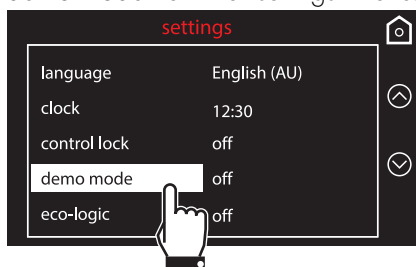 settings
language English (AU)
clock 12:30
control lock off
demo mode off
eco-logic off